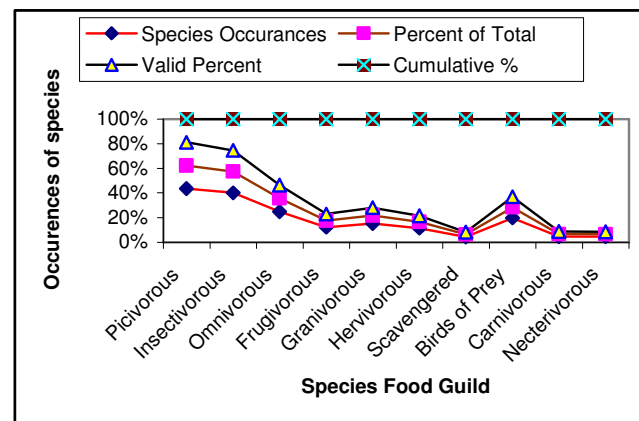 Species Occurances Percent of Total
Valid Percent Cumulative %
Occurences of species
100%
80%
60%
40%
20%
0%
Picivorous
Insectivorous
Omnivorous
Frugivorous
Granivorous
Hervivorous
Scavengered
Birds of Prey
Carnivorous
Necterivorous
Species Food Guild